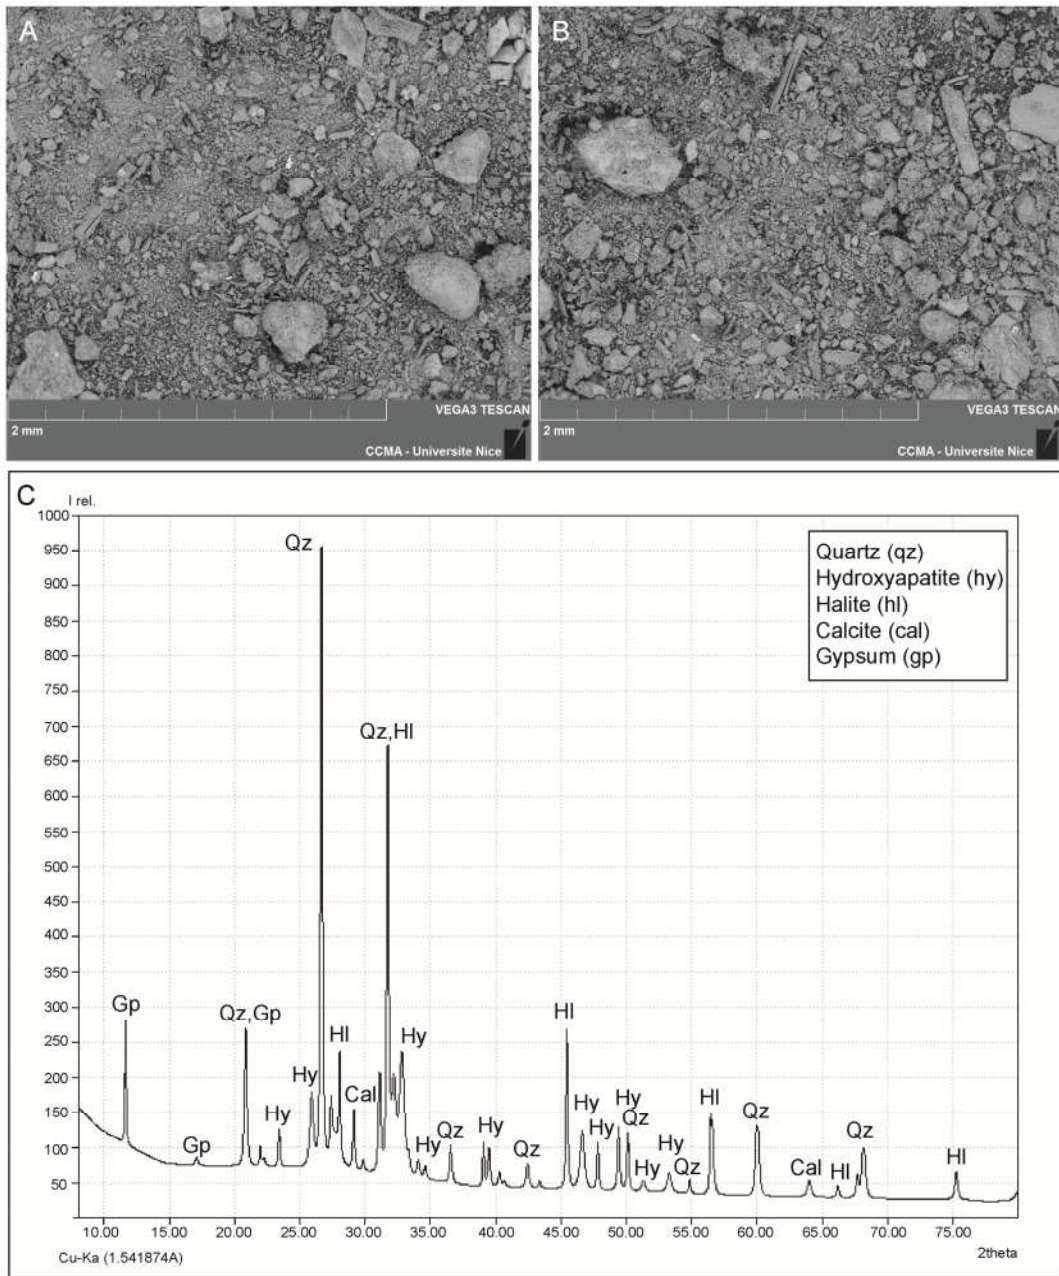 A
B
VEGA3 TESCAN
2 mm
CCMA - Universite Nice
VEGA3 TESCAN
2 mm
CCMA - Universite Nice
C
I rel.
1000
950
900
850
800
750
700
650
600
550
500
450
400
350
300
250
200
150
100
50
Quartz (qz)
Hydroxyapatite (hy)
Halite (hl)
Calcite (cal)
Gypsum (gp)
Gp
Gp
Qz,Gp
Hy
Hy
Qz
Hl
Cal
Qz,Hl
Hy
Hy
Qz
Hy
Qz
Hl
Hy
Hy
Hy
Qz
Hy
Hy
Qz
Hl
Qz
Cal
Hl
Qz
Hl
10.00 15.00 20.00 25.00 30.00 35.00 40.00 45.00 50.00 55.00 60.00 65.00 70.00 75.00
Cu-Ka (1.541874A)
2theta